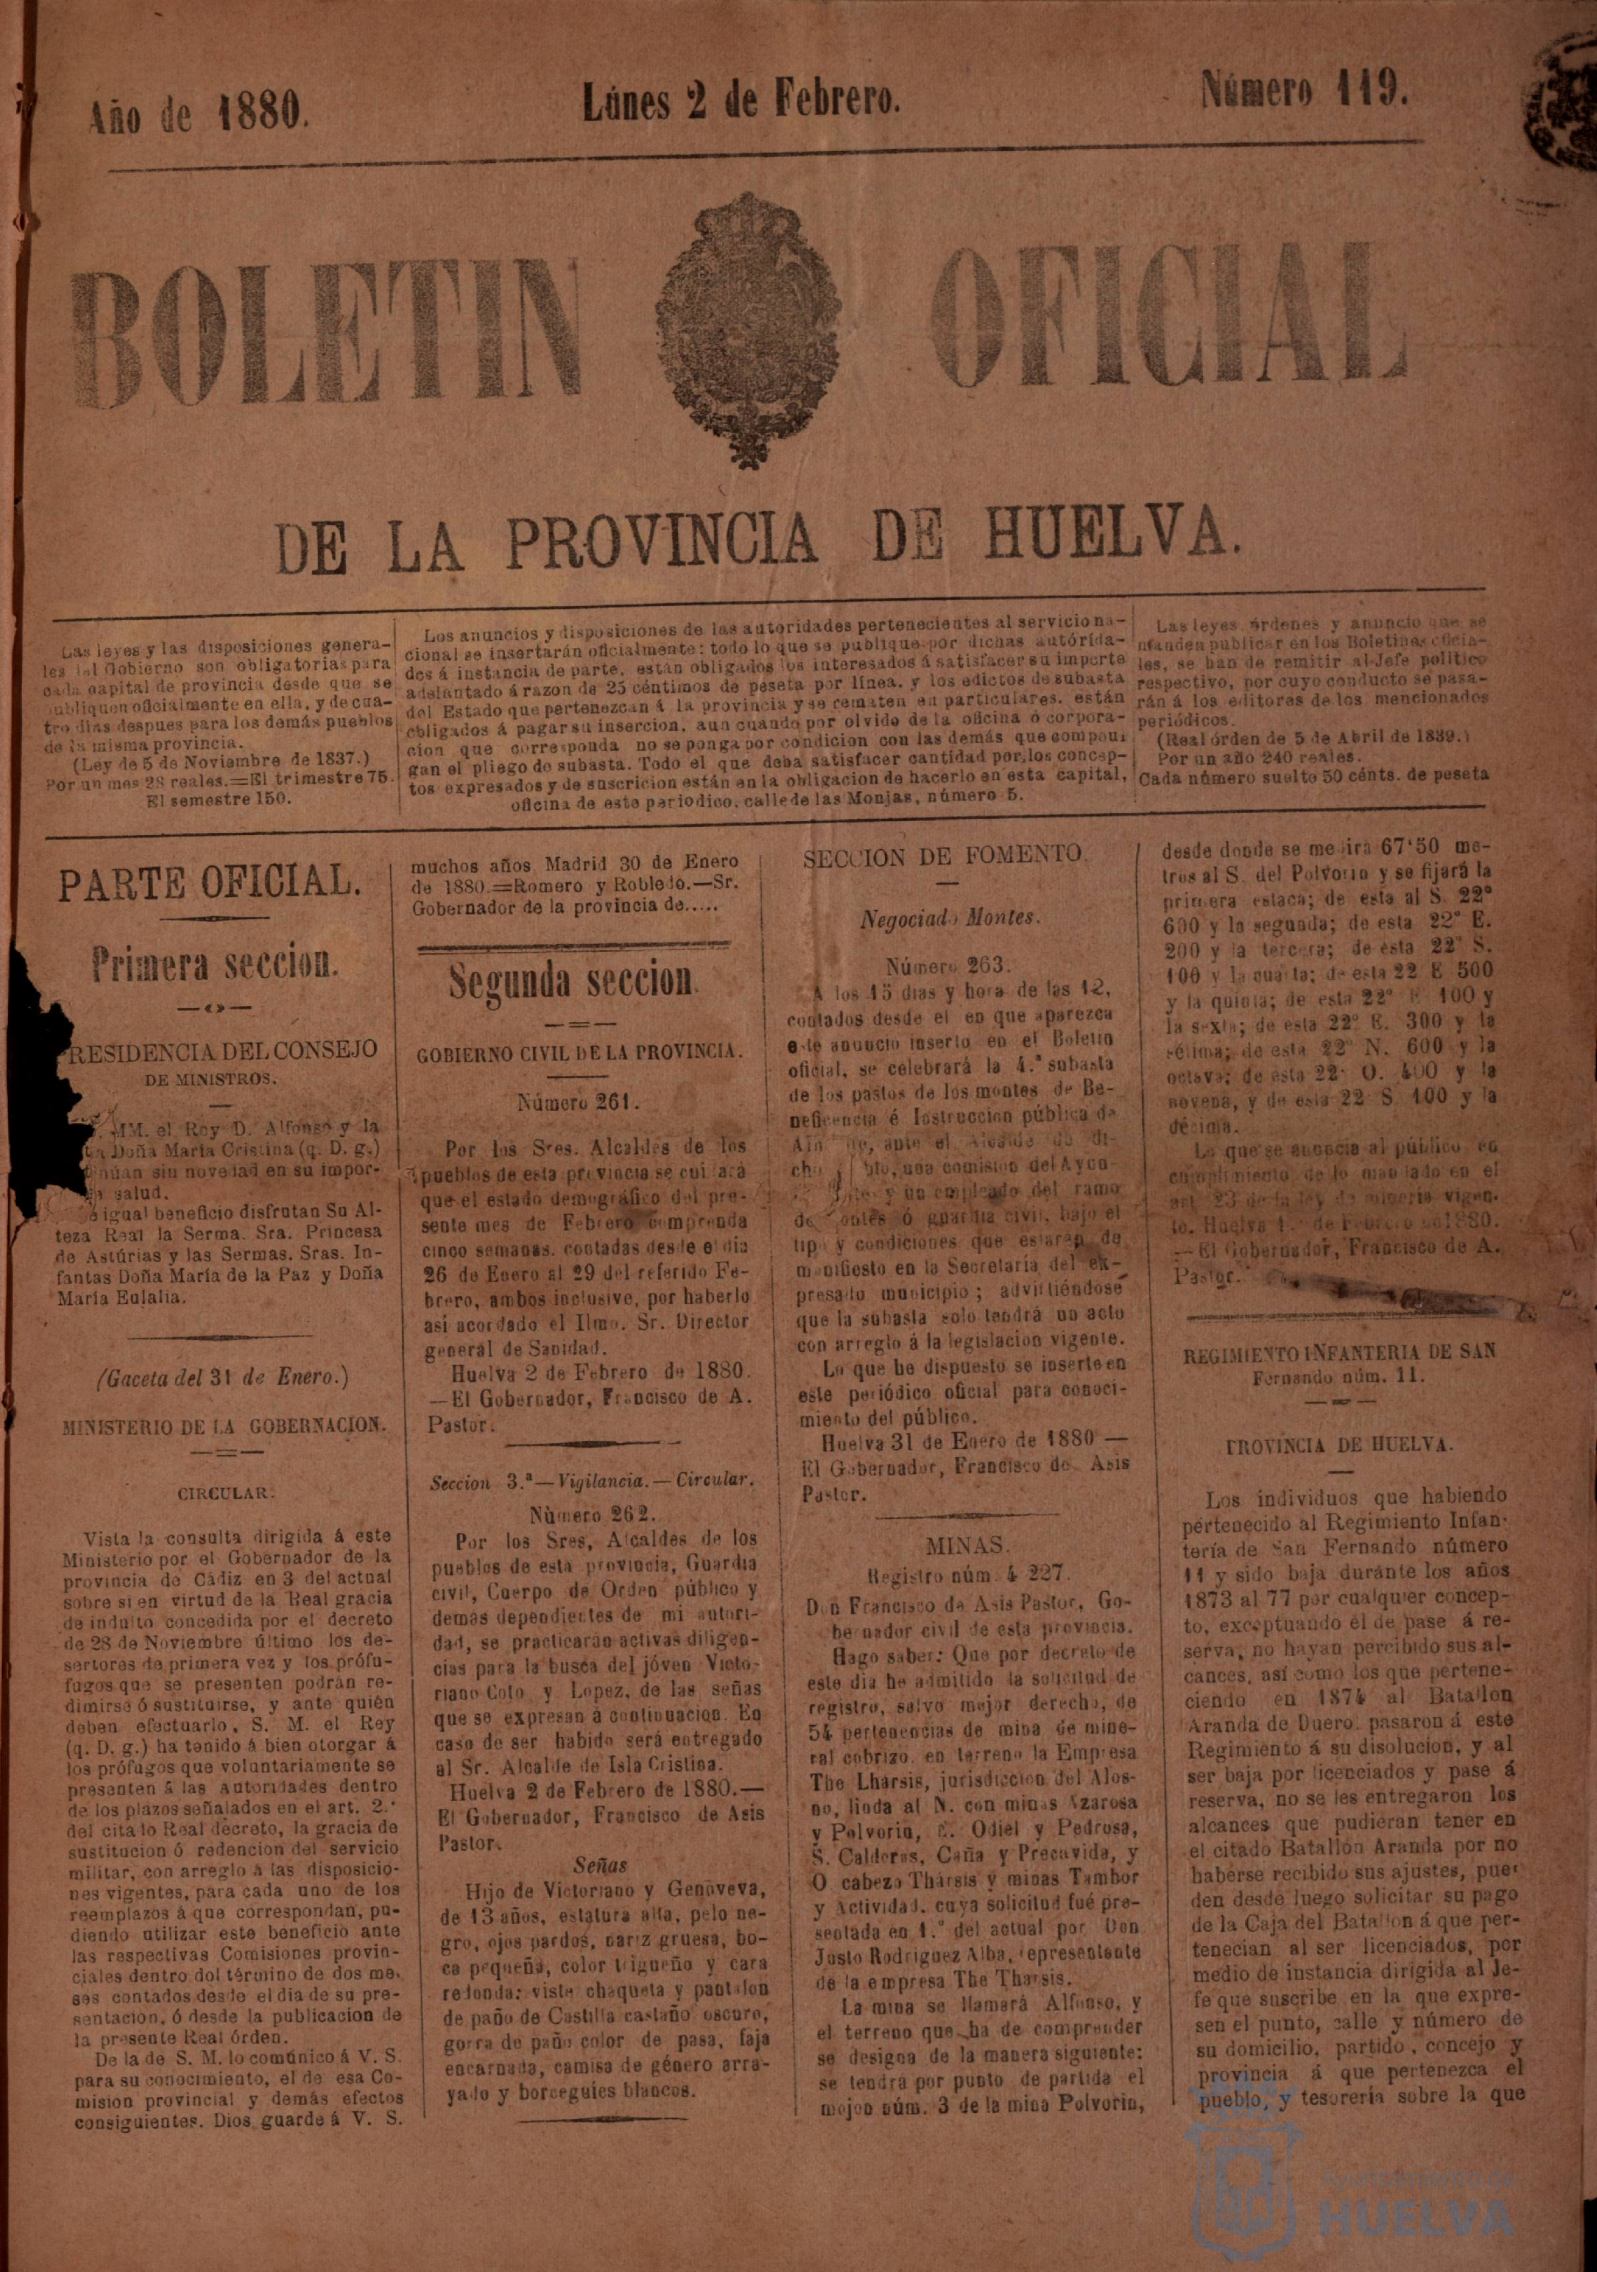 Año de 1880.
Lúnes 2 de Febrero.
Número 119.
BOLETIN OFICIAL
DE LA PROVINCIA DE HUELVA.
Las leyes y las disposiciones genera-
les del Gobierno son obligatorias para
cada capital de provincia desde que se
publiquen oficialmente en ella, y de cua-
tro dias despues para los demás pueblos
de la misma provincia.
(Ley de 5 de Noviembre de 1837.)
Por un mes 28 reales.=El trimestre 75.
El semestre 150.
Los anuncios y disposiciones de las autoridades pertenecientes al servicio na-
cional se insertarán oficialmente: todo lo que se publique por dichas autorida-
des á instancia de parte, están obligados los interesados á satisfacer su importe
adelantado á razon de 25 céntimos de peseta por línea, y los edictos de subasta
del Estado que pertenezcan á la provincia y se rematen en particulares, están
obligados á pagar su insercion, aun cuando por olvido de la oficina ó corpora-
cion que corresponda no se ponga por condicion con las demás que compon
gan el pliego de subasta. Todo el que deba satisfacer cantidad por los concep-
tos expresados y de suscricion están en la obligacion de hacerlo en esta capital,
oficina de este periodico, calle de las Monjas, número 5.
Las leyes, órdenes y anuncio que se
manden publicar en los Boletines oficia-
les, se han de remitir al Jefe político
respectivo, por cuyo conducto se pasa-
rán á los editores de los mencionados
periódicos.
(Real órden de 5 de Abril de 1839.)
Por un año 240 reales.
Cada número suelto 50 cénts. de peseta
PARTE OFICIAL.
Primera seccion.
RESIDENCIA DEL CONSEJO
DE MINISTROS.
MM. el Rey D. Alfonso y la
Doña María Cristina (q. D. g.)
núan sin novedad en su impor-
salud.
igual beneficio disfrutan Su Al-
teza Real la Serma. Sra. Princesa
de Astúrias y las Sermas. Sras. In-
fantas Doña María de la Paz y Doña
María Eulalia.
(Gaceta del 31 de Enero.)
MINISTERIO DE LA GOBERNACION.
CIRCULAR.
Vista la consulta dirigida á este
Ministerio por el Gobernador de la
provincia de Cádiz en 3 del actual
sobre si en virtud de la Real gracia
de indulto concedida por el decreto
de 28 de Noviembre último los de-
sertores de primera vez y los prófu-
fugos que se presenten podrán re-
dimirse ó sustituirse, y ante quién
deben efectuarlo, S. M. el Rey
(q. D. g.) ha tenido á bien otorgar á
los prófugos que voluntariamente se
presenten á las autoridades dentro
de los plazos señalados en el art. 2.°
del citado Real decreto, la gracia de
sustitucion ó redencion del servicio
militar, con arreglo á las disposicio-
nes vigentes, para cada uno de los
reemplazos á que correspondan, pu-
diendo utilizar este beneficio ante
las respectivas Comisiones provin-
ciales dentro dol término de dos me-
ses contados desde el dia de su pre-
sentacion, ó desde la publicacion de
la presente Real órden.
De la de S. M. lo comúnico á V. S.
para su conocimiento, el de esa Co-
mision provincial y demás efectos
consiguientes. Dios guarde á V. S.
muchos años. Madrid 30 de Enero
de 1880.=Romero y Robledo.—Sr.
Gobernador de la provincia de.....
Segunda seccion.
GOBIERNO CIVIL DE LA PROVINCIA.
Número 261.
Por los Sres. Alcaldes de los
pueblos de esta provincia se cuidará
que el estado demográfico del pre-
sente mes de Febrero comprenda
cinco semanas, contadas desde el dia
26 de Enero al 29 del referido Fe-
brero, ambos inclusive, por haberlo
asi acordado el Ilmo. Sr. Director
general de Sanidad.
Huelva 2 de Febrero de 1880.
—El Gobernador, Francisco de A.
Pastor.
Seccion 3.ª—Vigilancia.—Circular.
Número 262.
Por los Sres, Alcaldes de los
pueblos de esta provincia, Guardia
civil, Cuerpo de Orden público y
demás dependientes de mi autori-
dad, se practicarán activas diligen-
cias para la busca del jóven Victo-
riano Coto y Lopez, de las señas
que se expresan á continuacion. En
caso de ser habido será entregado
al Sr. Alcalde de Isla Cristina.
Huelva 2 de Febrero de 1880.—
El Gobernador, Francisco de Asis
Pastor.
Señas
Hijo de Victoriano y Genoveva,
de 13 años, estatura alta, pelo ne-
gro, ojos pardos, nariz gruesa, bo-
ca pequeña, color trigueño y cara
redonda: viste chaqueta y pantalon
de paño de Castilla castaño oscuro,
gorra de paño color de pasa, faja
encarnada, camisa de género arra-
yado y borceguíes blancos.
SECCION DE FOMENTO.
Negociado Montes.
Número 263.
A los 15 dias y hora de las 12,
contados desde el en que aparezca
este anuncio inserto en el Boletin
oficial, se celebrará la 4.ª subasta
de los pastos de los montes de Be-
neficencia é Instruccion pública de
ante el Alcalde de di-
cho una comision del Ayun-
y un empleado del ramo
de ontes ó guardia civil, bajo el
tipo y condiciones que estarán de
manifiesto en la Secretaría del ex-
presado municipio; advirtiéndose
que la subasta solo tendrá un acto
con arreglo á la legislacion vigente.
Lo que he dispuesto se inserte en
este periódico oficial para conoci-
miento del público.
Huelva 31 de Enero de 1880—
El Gobernador, Francisco de Asis
Pastor.
MINAS.
Registro núm. 4 227.
Don Francisco de Asis Pastor, Go-
bernador civil de esta provincia.
Hago saber: Que por decreto de
este dia he admitido la solicitud de
registro, salvo mejor derecho, de
54 pertenencias de mina de mine-
ral cobrizo, en terreno la Empresa
The Lharsis, jurisdiccion del Alos-
no, linda al N. con minas Azarosa
y Polvorin, E. Odiel y Pedrosa,
S. Calderas, Caña y Precavida, y
O cabezo Tharsis y minas Tambor
y Actividad, cuya solicitud fué pre-
sentada en 1.° del actual por Don
Justo Rodriguez Alba, representente
de la empresa The Tharsis.
La mina se llamará Alfonso, y
el terreno que ha de comprender
se designa de la manera siguiente:
se tendrá por punto de partida el
mojon núm. 3 de la mina Polvorin,
desde donde se medira 67'50 me-
tros al S. del Polvorin y se fijará la
primera estaca; de esta al S. 22°
600 y la segunda; de esta 22° E.
200 y la tercera; de esta 22° S.
100 y la cuarta; de esta 22 E 500
y la quinta; de esta 22° E 100 y
la sexta; de esta 22° E. 300 y la
sétima; de esta 22° N. 600 y la
octava; de esta 22° O. 400 y la
novena, y de esta 22 S. 100 y la
décima.
Lo que se anuncia al público en
cumplimiento de lo mandado en el
art. 23 de la ley de minería vigen-
te. Huelva 1.° de Febrero de 1880.
—El Gobernador, Francisco de A.
Pastor.
REGIMIENTO INFANTERIA DE SAN
Fernando núm. 11.
PROVINCIA DE HUELVA.
Los individuos que habiendo
pertenecido al Regimiento Infan-
tería de San Fernando número
11 y sido baja duránte los años
1873 al 77 por cualquier concep-
to, exceptuando el de pase á re-
serva, no hayan percibido sus al-
cances, así como los que pertene-
ciendo en 1874 al Batallon
Aranda de Duero, pasaron á este
Regimiento á su disolucion, y al
ser baja por licenciados y pase á
reserva, no se les entregaron los
alcances que pudieran tener en
el citado Batallon Aranda por no
haberse recibido sus ajustes, pue-
den desde luego solicitar su pago
de la Caja del Batallon á que per-
tenecian al ser licenciados, por
medio de instancia dirigida al Je-
fe que suscribe en la que expre-
sen el punto, calle y número de
su domicilio, partido, concejo y
provincia á que pertenezca el
pueblo, y tesorería sobre la que
Ayuntamiento de
HUELVA